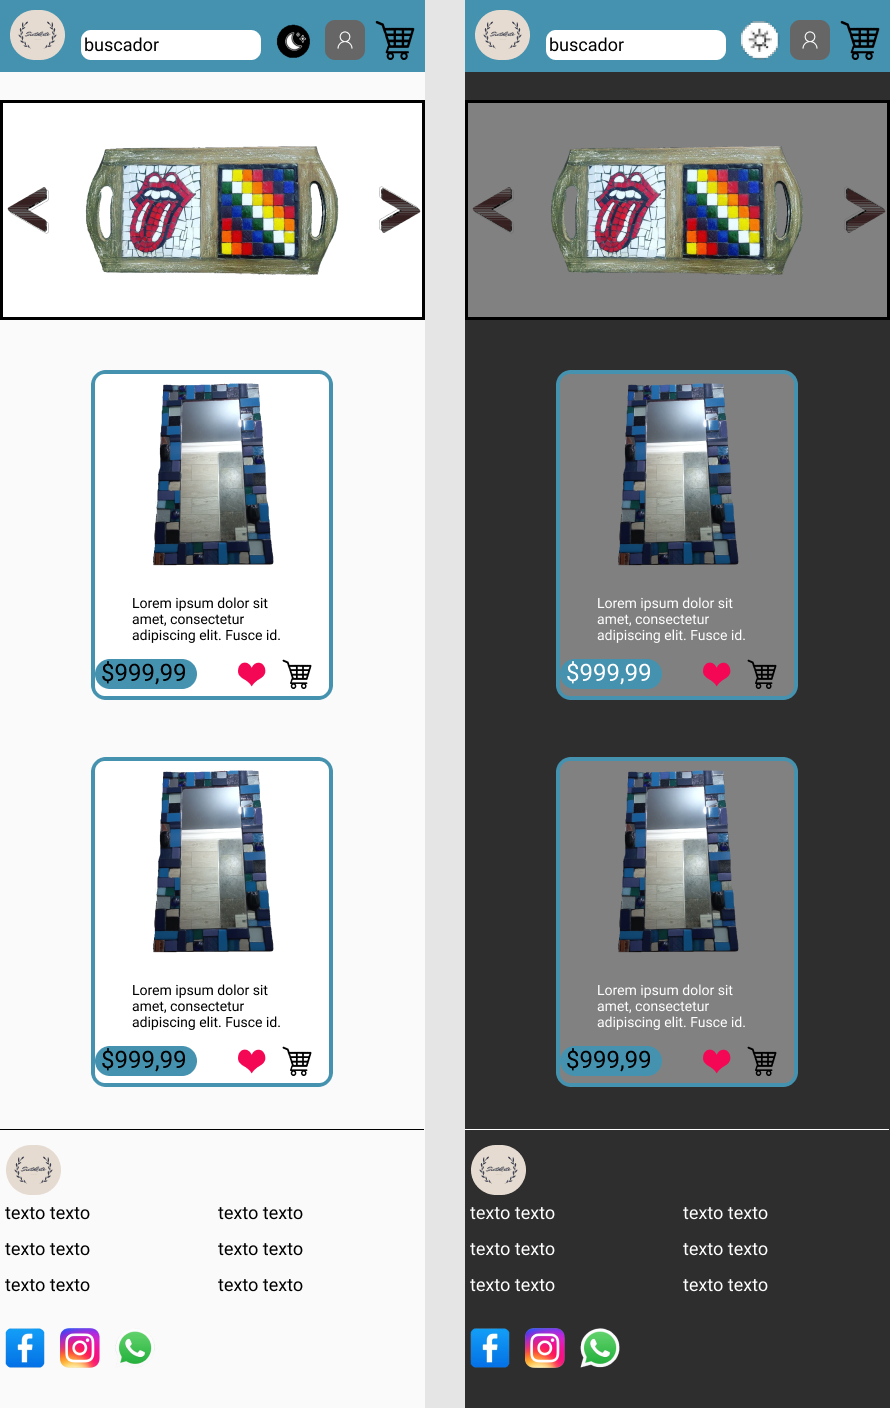 buscador
Lorem ipsum dolor sit
amet, consectetur
adipiscing elit. Fusce id.
$999,99
Lorem ipsum dolor sit
amet, consectetur
adipiscing elit. Fusce id.
$999,99
texto texto texto texto
texto texto texto texto
texto texto texto texto
buscador
Lorem ipsum dolor sit
amet, consectetur
adipiscing elit. Fusce id.
$999,99
Lorem ipsum dolor sit
amet, consectetur
adipiscing elit. Fusce id.
$999,99
texto texto texto texto
texto texto texto texto
texto texto texto texto